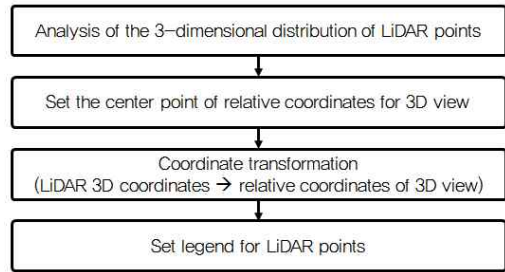 Analysis of the 3-dimensional distribution of LiDAR points
Set the center point of relative coordinates for 3D view
Coordinate transformation
(LiDAR 3D coordinates → relative coordinates of 3D view)
Set legend for LiDAR points